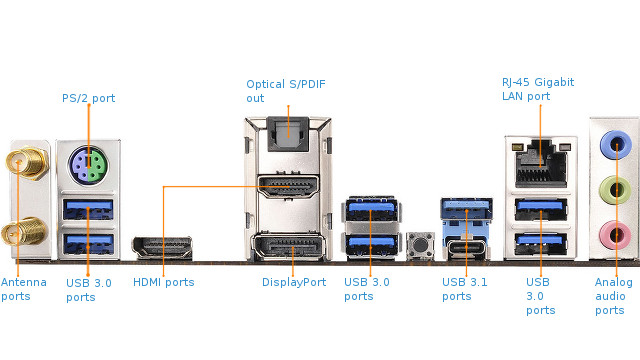 Optical S/PDIF
out
RJ-45 Gigabit
LAN port
PS/2 port
Antenna
ports
USB 3.0
ports
HDMI ports
DisplayPort
USB 3.0
ports
USB 3.1
ports
USB
3.0
ports
Analog
audio
ports